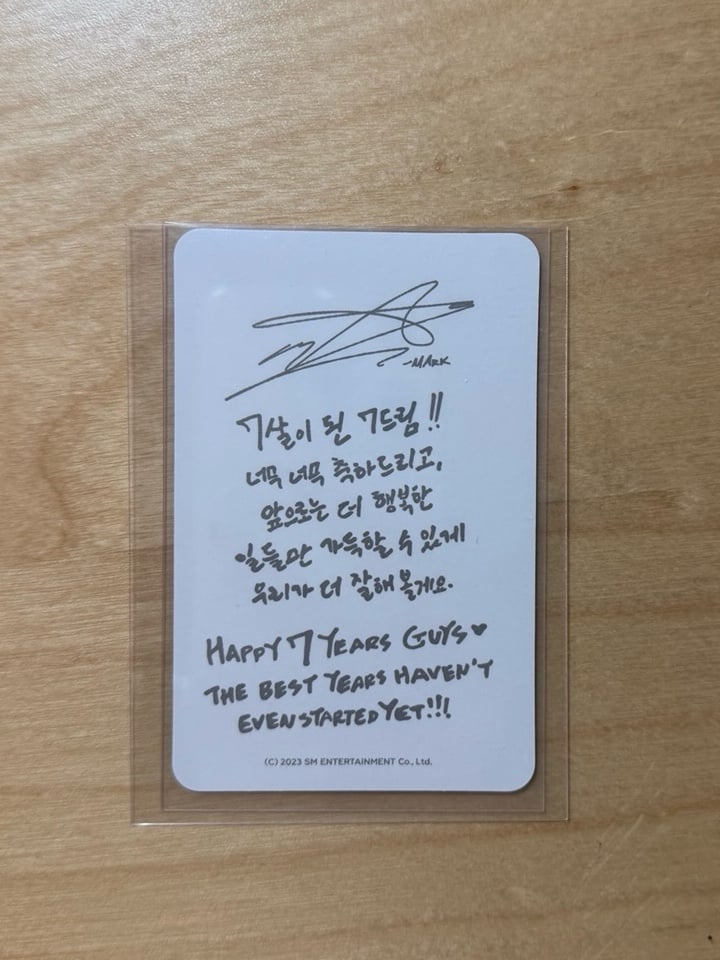 -MARK
7살이 된 7드림!!
너무 너무 축하드리고,
앞으로는 더 행복한
일들만 가득할 수 있게
우리가 더 잘해볼게요.
HAPPY 7 YEARS GUYS♥
THE BEST YEARS HAVEN'T
EVEN STARTED YET!!!
(C) 2023 SM ENTERTAINMENT Co., Ltd.